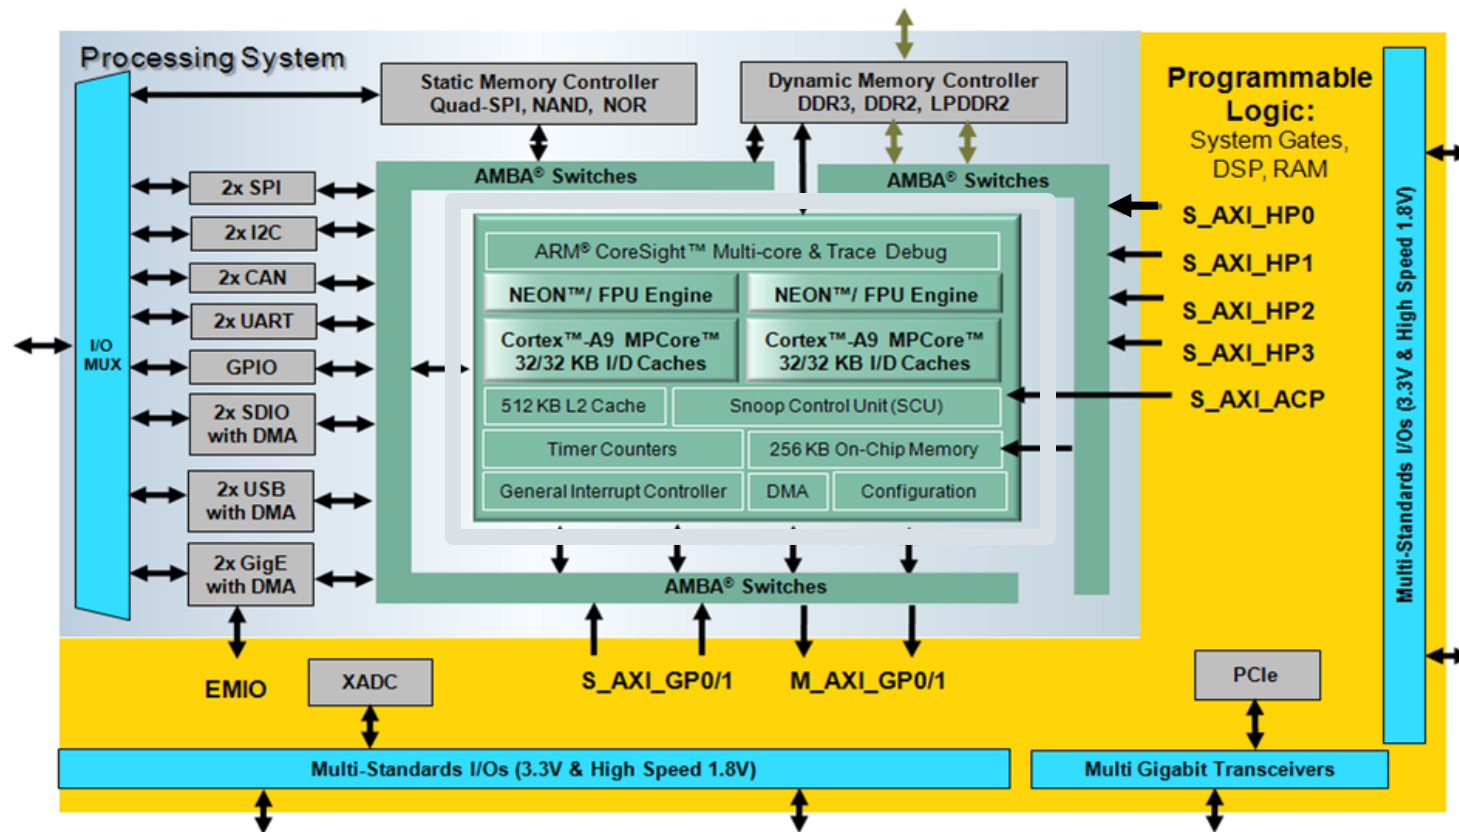 Processing System
Static Memory Controller
Quad-SPI, NAND, NOR
Dynamic Memory Controller
DDR3, DDR2, LPDDR2
Programmable
Logic:
System Gates,
DSP, RAM
AMBA® Switches
AMBA® Switches
2x SPI
2x I2C
2x CAN
2x UART
GPIO
2x SDIO
with DMA
2x USB
with DMA
2x GigE
with DMA
I/O
MUX
ARM® CoreSight™ Multi-core & Trace Debug
NEON™/ FPU Engine
NEON™/ FPU Engine
Cortex™-A9 MPCore™
32/32 KB I/D Caches
Cortex™-A9 MPCore™
32/32 KB I/D Caches
512 KB L2 Cache
Snoop Control Unit (SCU)
Timer Counters
256 KB On-Chip Memory
General Interrupt Controller
DMA
Configuration
AMBA® Switches
S_AXI_HP0
S_AXI_HP1
S_AXI_HP2
S_AXI_HP3
S_AXI_ACP
Multi-Standards I/Os (3.3V & High Speed 1.8V)
EMIO
XADC
S_AXI_GP0/1
M_AXI_GP0/1
PCIe
Multi-Standards I/Os (3.3V & High Speed 1.8V)
Multi Gigabit Transceivers